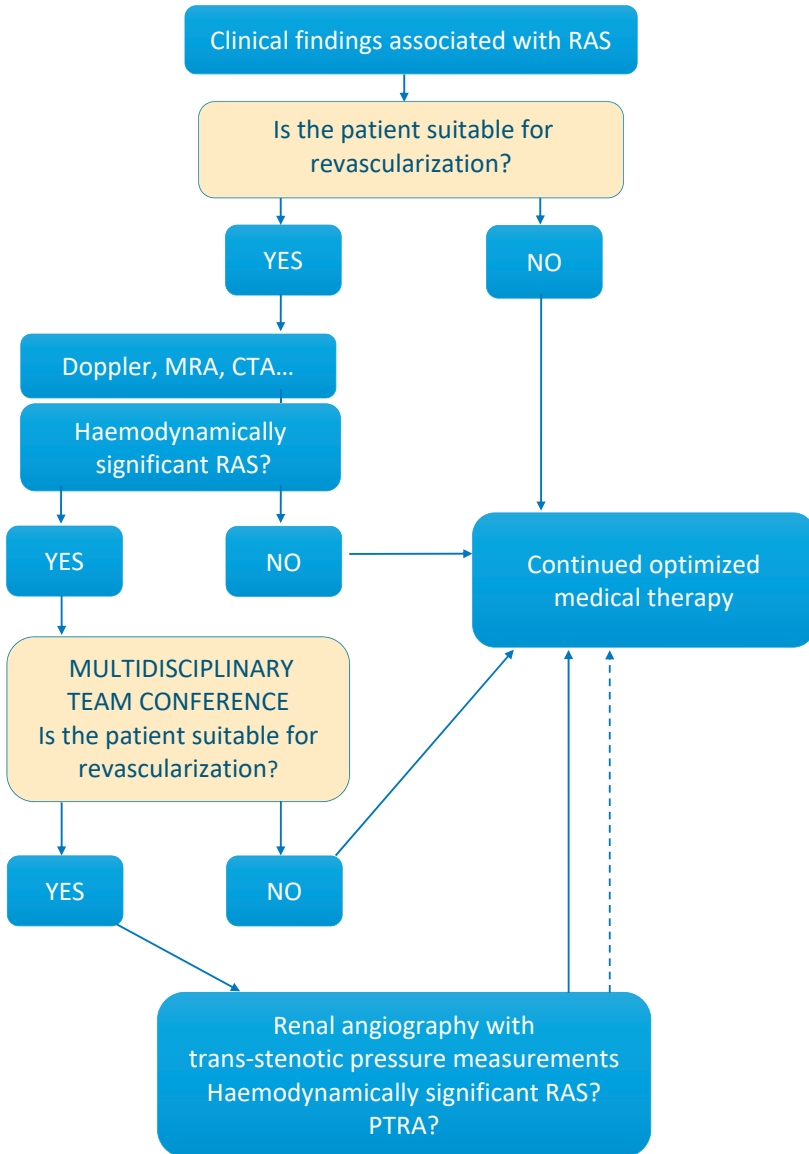 Clinical findings associated with RAS
Is the patient suitable for
revascularization?
YES
NO
Doppler, MRA, CTA...
Haemodynamically
significant RAS?
YES
NO
Continued optimized
medical therapy
MULTIDISCIPLINARY
TEAM CONFERENCE
Is the patient suitable for
revascularization?
YES
NO
Renal angiography with
trans-stenotic pressure measurements
Haemodynamically significant RAS?
PTRA?